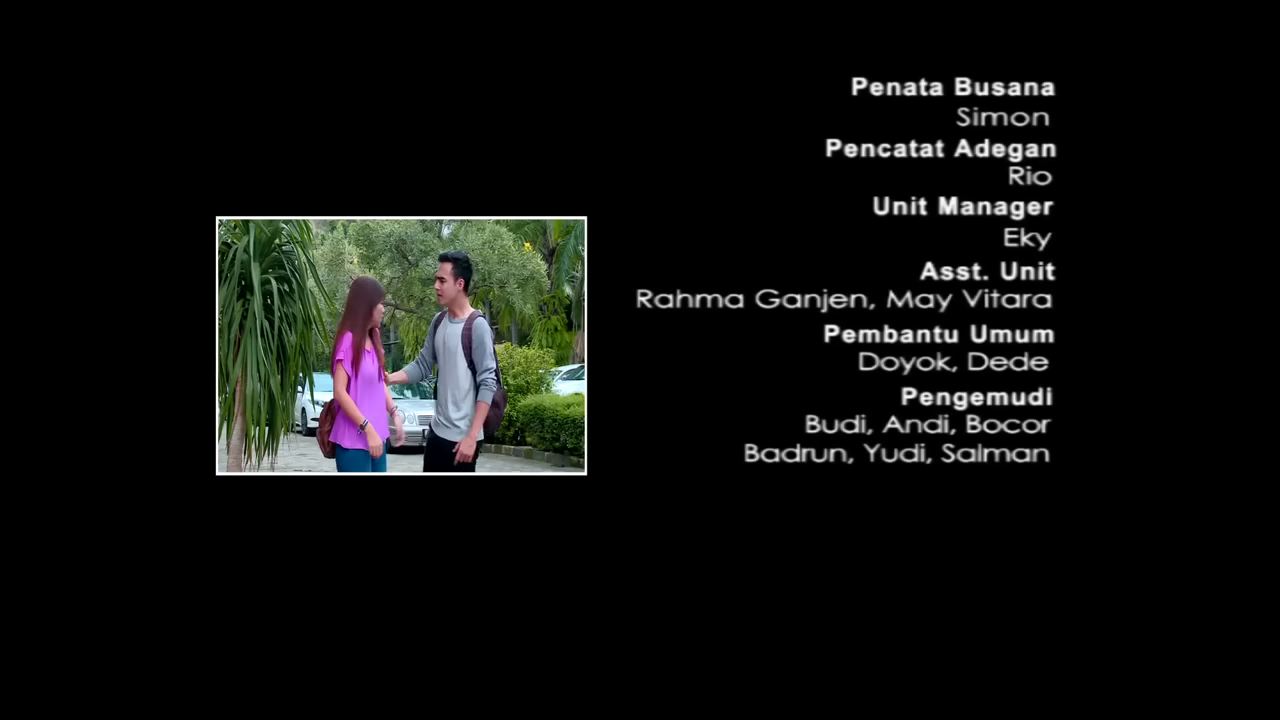 Penata Busana
Simon
Pencatat Adegan
Rio
Unit Manager
Eky
Asst. Unit
Rahma Ganjen, May Vitara
Pembantu Umum
Doyok, Dede
Pengemudi
Budi, Andi, Bocor
Badrun, Yudi, Salman